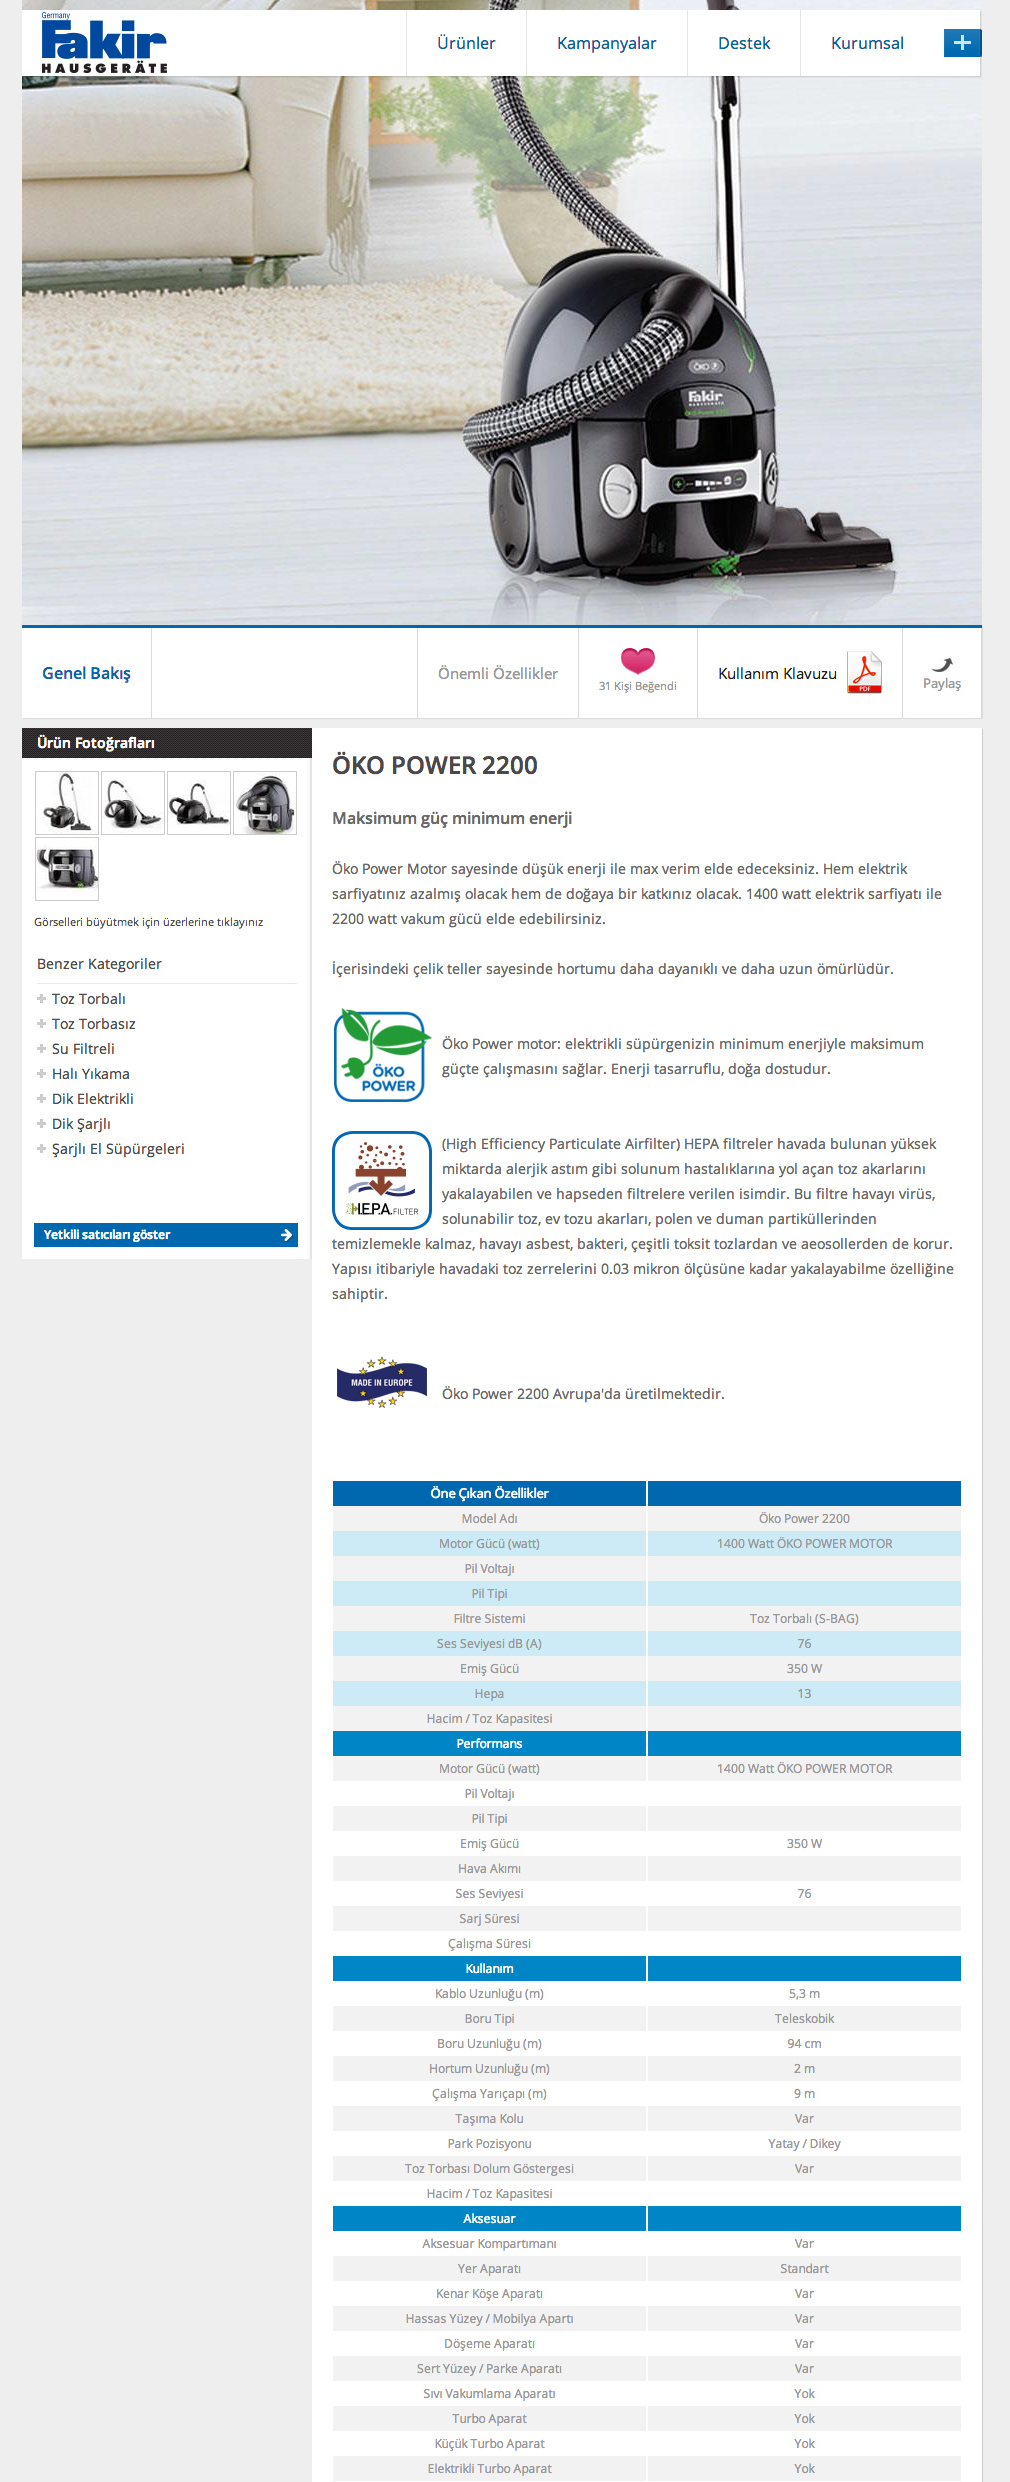 Germany
Fakir
HAUSGERÄTE
Ürünler
Kampanyalar
Destek
Kurumsal
ÖKO
Fakir
HAUSGERÄTE
ÖKO Power 2200
Genel Bakış
Önemli Özellikler
31 Kişi Beğendi
Kullanım Klavuzu
PDF
Paylaş
Ürün Fotoğrafları
Görselleri büyütmek için üzerlerine tıklayınız
Benzer Kategoriler
Toz Torbalı
Toz Torbasız
Su Filtreli
Halı Yıkama
Dik Elektrikli
Dik Şarjlı
Şarjlı El Süpürgeleri
Yetkili satıcıları göster
ÖKO POWER 2200
Maksimum güç minimum enerji
Öko Power Motor sayesinde düşük enerji ile max verim elde edeceksiniz. Hem elektrik
sarfiyatınız azalmış olacak hem de doğaya bir katkınız olacak. 1400 watt elektrik sarfiyatı ile
2200 watt vakum gücü elde edebilirsiniz.
İçerisindeki çelik teller sayesinde hortumu daha dayanıklı ve daha uzun ömürlüdür.
ÖKO
POWER
Öko Power motor: elektrikli süpürgenizin minimum enerjiyle maksimum
güçte çalışmasını sağlar. Enerji tasarruflu, doğa dostudur.
H.E.P.A. FILTER
(High Efficiency Particulate Airfilter) HEPA filtreler havada bulunan yüksek
miktarda alerjik astım gibi solunum hastalıklarına yol açan toz akarlarını
yakalayabilen ve hapseden filtrelere verilen isimdir. Bu filtre havayı virüs,
solunabilir toz, ev tozu akarları, polen ve duman partiküllerinden
temizlemekle kalmaz, havayı asbest, bakteri, çeşitli toksit tozlardan ve aeosollerden de korur.
Yapısı itibariyle havadaki toz zerrelerini 0.03 mikron ölçüsüne kadar yakalayabilme özelliğine
sahiptir.
MADE IN EUROPE
Öko Power 2200 Avrupa'da üretilmektedir.
Öne Çıkan Özellikler
Model Adı Öko Power 2200
Motor Gücü (watt) 1400 Watt ÖKO POWER MOTOR
Pil Voltajı
Pil Tipi
Filtre Sistemi Toz Torbalı (S-BAG)
Ses Seviyesi dB (A) 76
Emiş Gücü 350 W
Hepa 13
Hacim / Toz Kapasitesi
Performans
Motor Gücü (watt) 1400 Watt ÖKO POWER MOTOR
Pil Voltajı
Pil Tipi
Emiş Gücü 350 W
Hava Akımı
Ses Seviyesi 76
Sarj Süresi
Çalışma Süresi
Kullanım
Kablo Uzunluğu (m) 5,3 m
Boru Tipi Teleskobik
Boru Uzunluğu (m) 94 cm
Hortum Uzunluğu (m) 2 m
Çalışma Yarıçapı (m) 9 m
Taşıma Kolu Var
Park Pozisyonu Yatay / Dikey
Toz Torbası Dolum Göstergesi Var
Hacim / Toz Kapasitesi
Aksesuar
Aksesuar Kompartımanı Var
Yer Aparatı Standart
Kenar Köşe Aparatı Var
Hassas Yüzey / Mobilya Apartı Var
Döşeme Aparatı Var
Sert Yüzey / Parke Aparatı Var
Sıvı Vakumlama Aparatı Yok
Turbo Aparat Yok
Küçük Turbo Aparat Yok
Elektrikli Turbo Aparat Yok